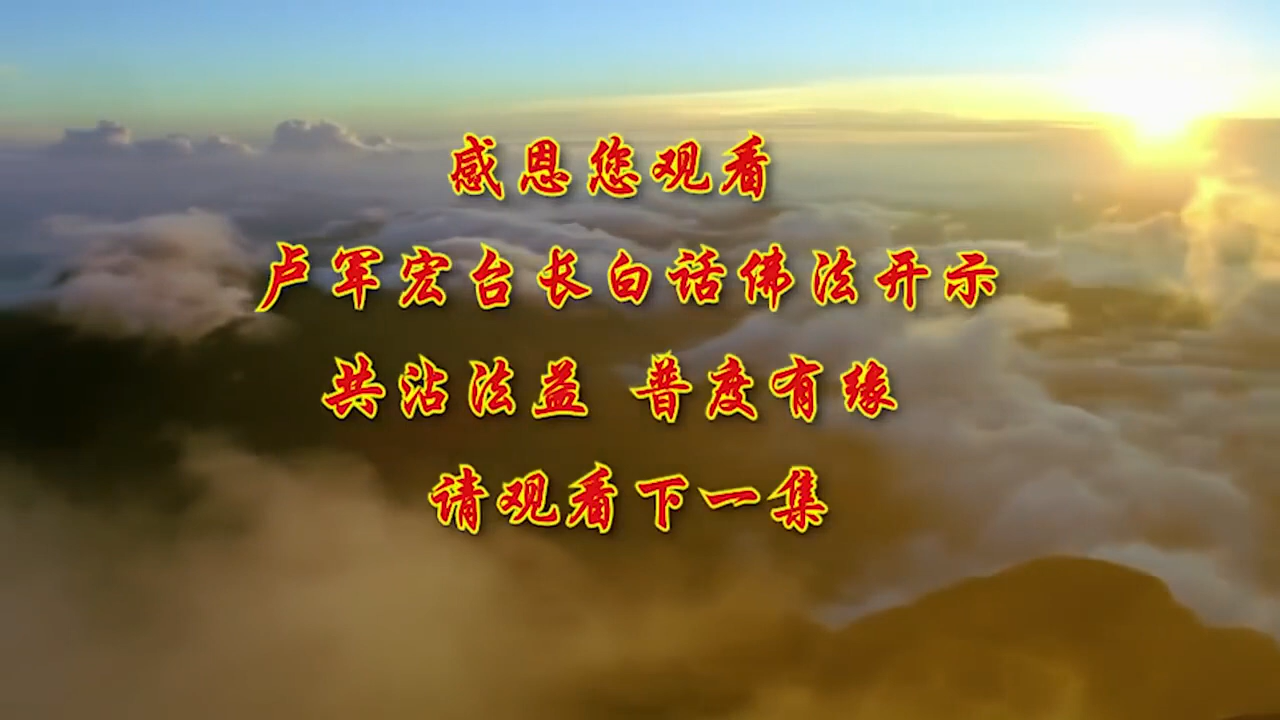 感恩您观看
卢军宏台长白话佛法开示
共沾法益 普度有缘
请观看下一集